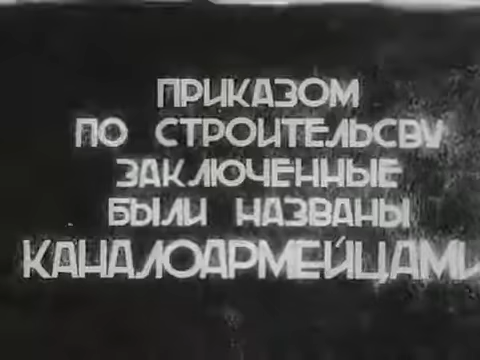 ПРИКАЗОМ
ПО СТРОИТЕЛЬСВУ
ЗАКЛЮЧЕННЫЕ
БЫЛИ НАЗВАНЫ
КАНАЛОАРМЕЙЦАМИ